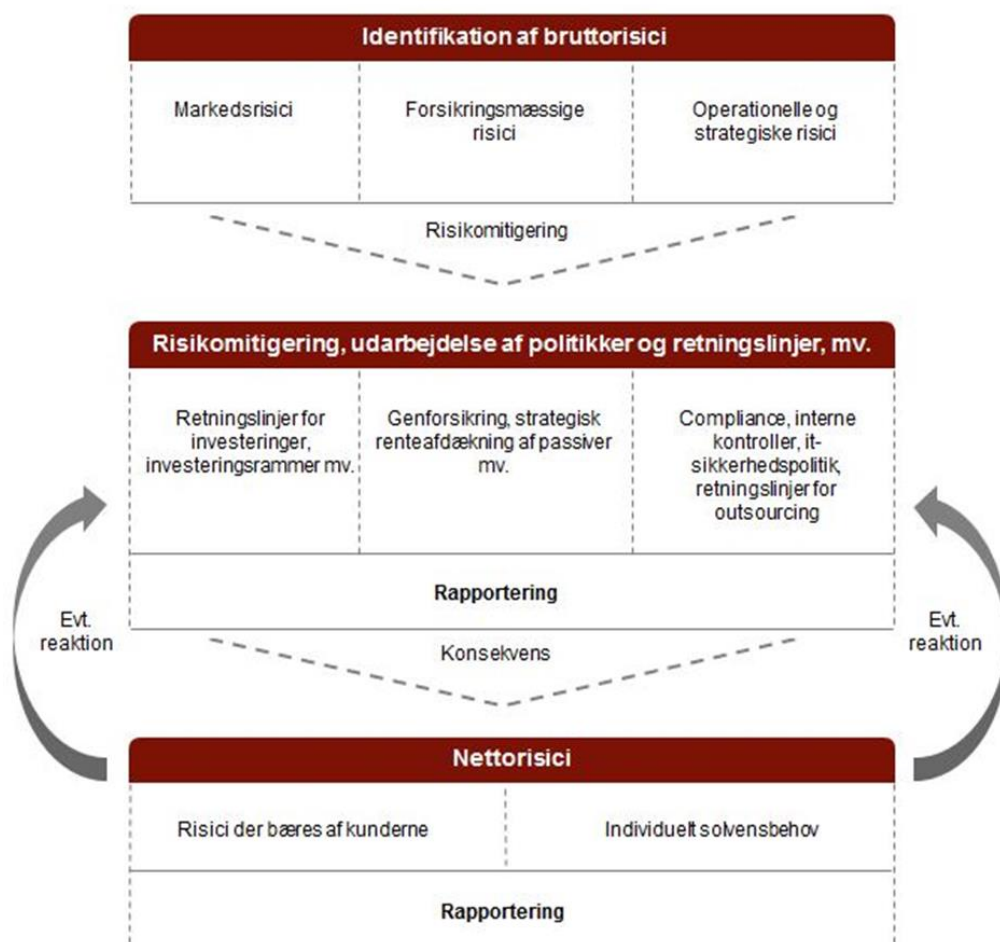 Identifikation af bruttorisici
Markedsrisici
Forsikringsmæssige
risici
Operationelle og
strategiske risici
Risikomitigering
Risikomitigering, udarbejdelse af politikker og retningslinjer, mv.
Retningslinjer for
investeringer,
investeringsrammer mv.
Genforsikring, strategisk
renteafdækning af passiver
mv.
Compliance, interne
kontroller, it-
sikkerhedspolitik,
retningslinjer for
outsourcing
Rapportering
Evt.
reaktion
Konsekvens
Evt.
reaktion
Nettorisici
Risici der bæres af kunderne
Individuelt solvensbehov
Rapportering